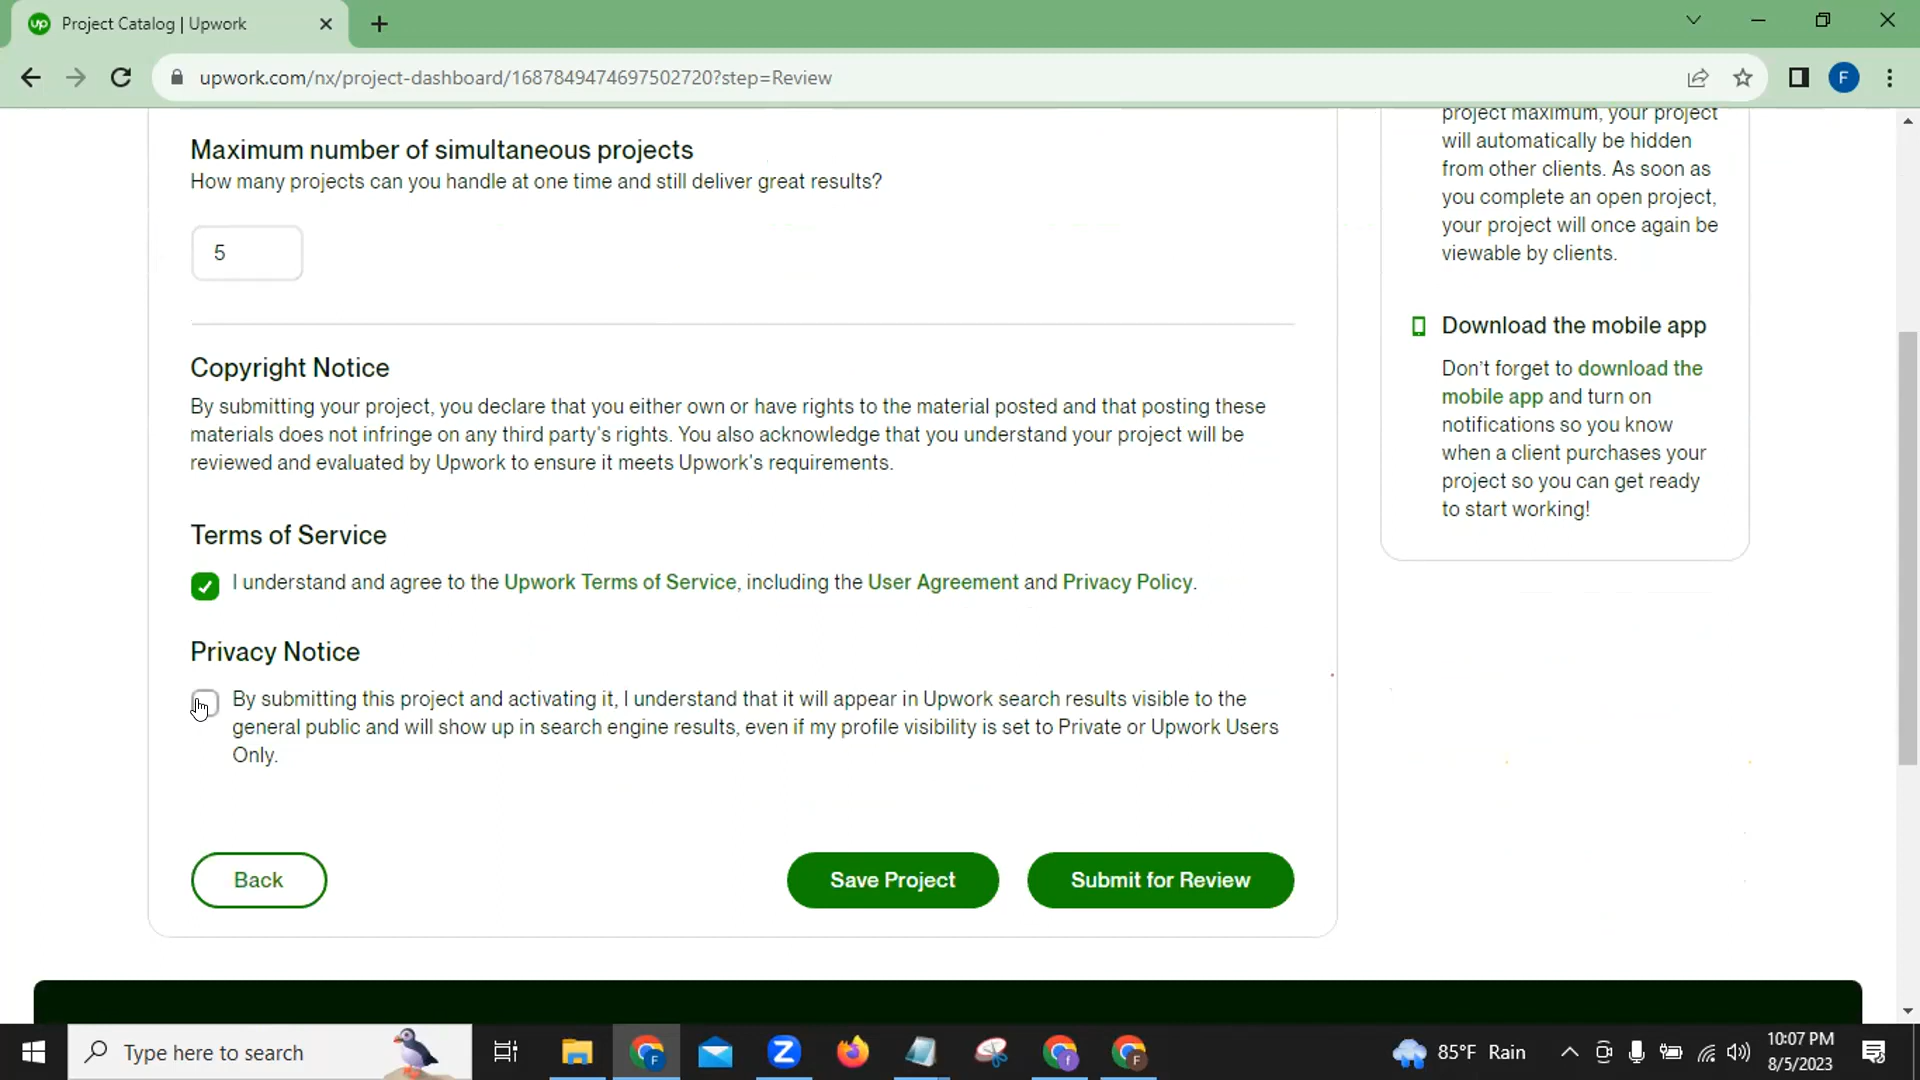 Project Catalog | Upwork
upwork.com/nx/project-dashboard/1687849474697502720?step=Review
F
Maximum number of simultaneous projects
How many projects can you handle at one time and still deliver great results?
5
Copyright Notice
By submitting your project, you declare that you either own or have rights to the material posted and that posting these
materials does not infringe on any third party's rights. You also acknowledge that you understand your project will be
reviewed and evaluated by Upwork to ensure it meets Upwork's requirements.
Terms of Service
I understand and agree to the Upwork Terms of Service, including the User Agreement and Privacy Policy.
Privacy Notice
By submitting this project and activating it, I understand that it will appear in Upwork search results visible to the
general public and will show up in search engine results, even if my profile visibility is set to Private or Upwork Users
Only.
Back
Save Project
Submit for Review
project maximum, your project
will automatically be hidden
from other clients. As soon as
you complete an open project,
your project will once again be
viewable by clients.
Download the mobile app
Don't forget to download the
mobile app and turn on
notifications so you know
when a client purchases your
project so you can get ready
to start working!
Type here to search
85°F Rain
10:07 PM
8/5/2023